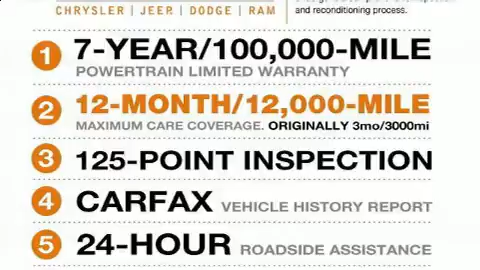 CHRYSLER | JEEP | DODGE | RAM
and reconditioning process.
1 7-YEAR/100,000-MILE
POWERTRAIN LIMITED WARRANTY
2 12-MONTH/12,000-MILE
MAXIMUM CARE COVERAGE. ORIGINALLY 3mo/3000mi
3 125-POINT INSPECTION
4 CARFAX VEHICLE HISTORY REPORT
5 24-HOUR ROADSIDE ASSISTANCE